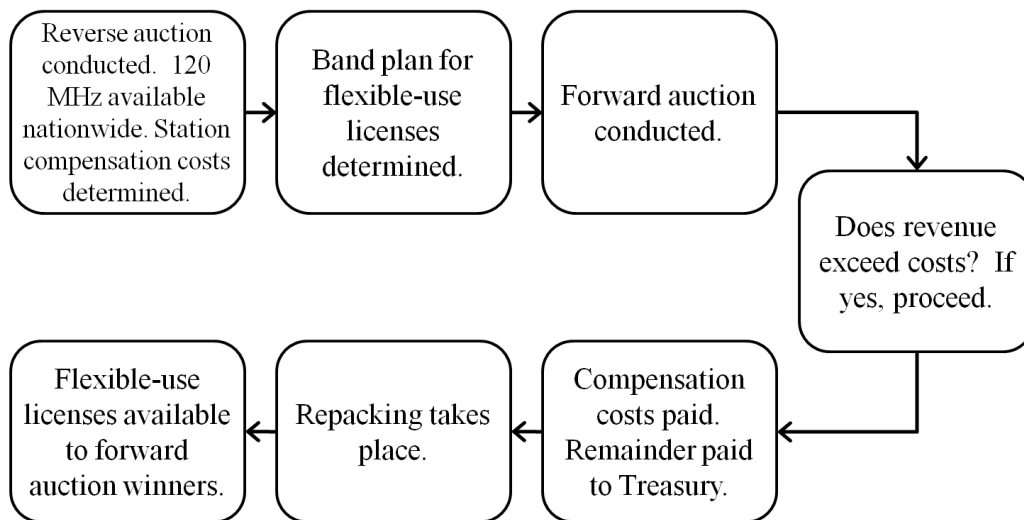 Reverse auction
conducted.  120
MHz available
nationwide. Station
compensation costs
determined.
Band plan for
flexible-use
licenses
determined.
Forward auction
conducted.
Does revenue
exceed costs?  If
yes, proceed.
Compensation
costs paid.
Remainder paid
to Treasury.
Repacking takes
place.
Flexible-use
licenses available
to forward
auction winners.